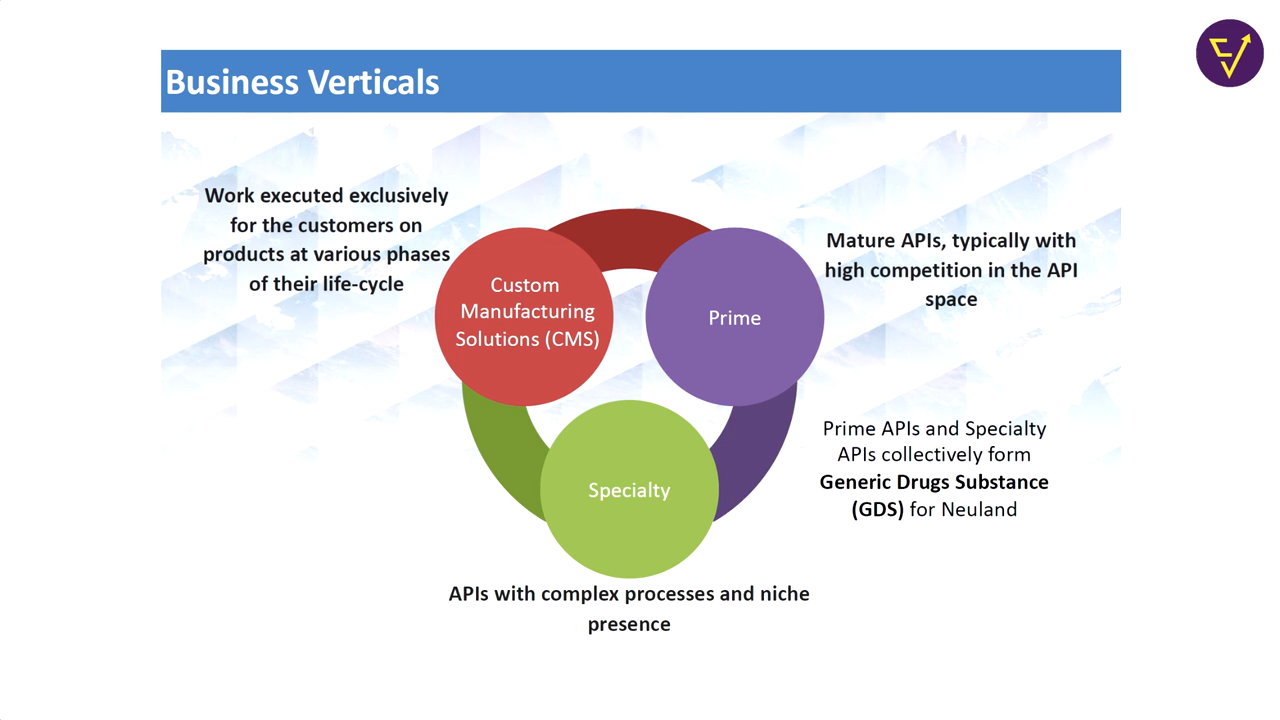 Business Verticals
Work executed exclusively
for the customers on
products at various phases
of their life-cycle
Custom
Manufacturing
Solutions (CMS)
Prime
Mature APIs, typically with
high competition in the API
space
Prime APIs and Specialty
APIs collectively form
Generic Drugs Substance
(GDS) for Neuland
Specialty
APIs with complex processes and niche
presence